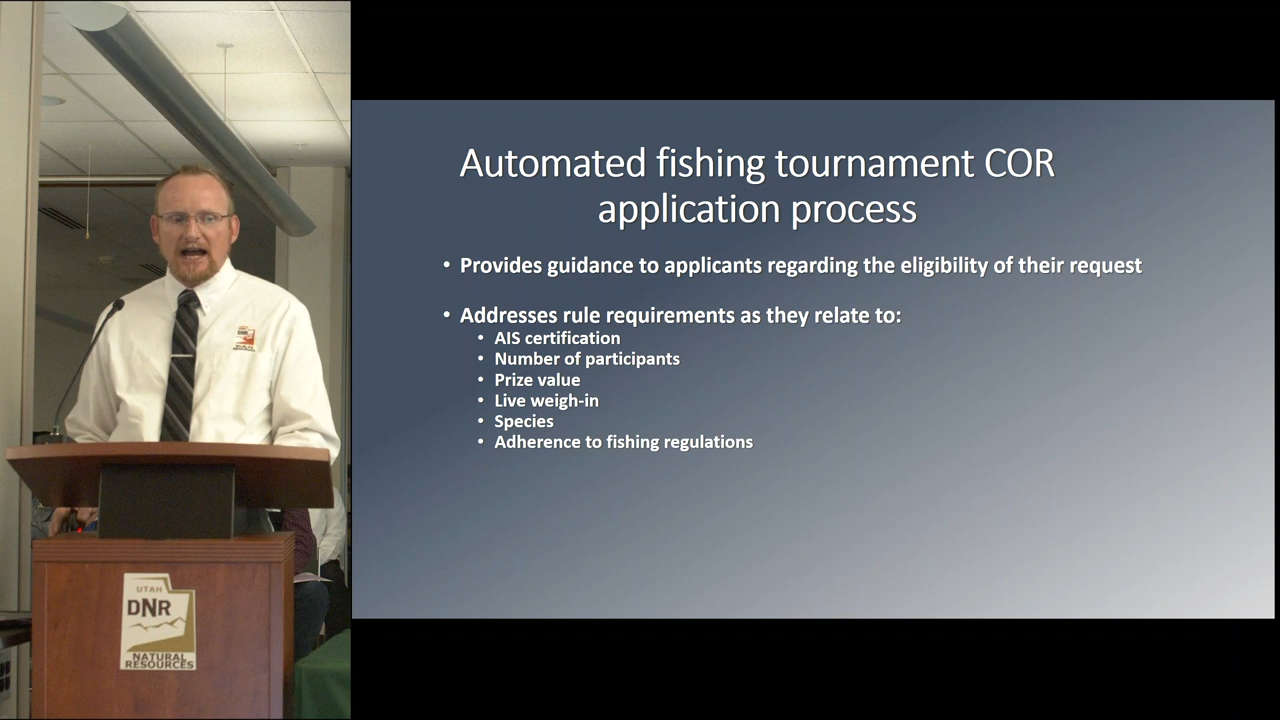 Automated fishing tournament COR
application process
• Provides guidance to applicants regarding the eligibility of their request
• Addresses rule requirements as they relate to:
• AIS certification
• Number of participants
• Prize value
• Live weigh-in
• Species
• Adherence to fishing regulations
DNR
UTAH
DNR
NATURAL
RESOURCES